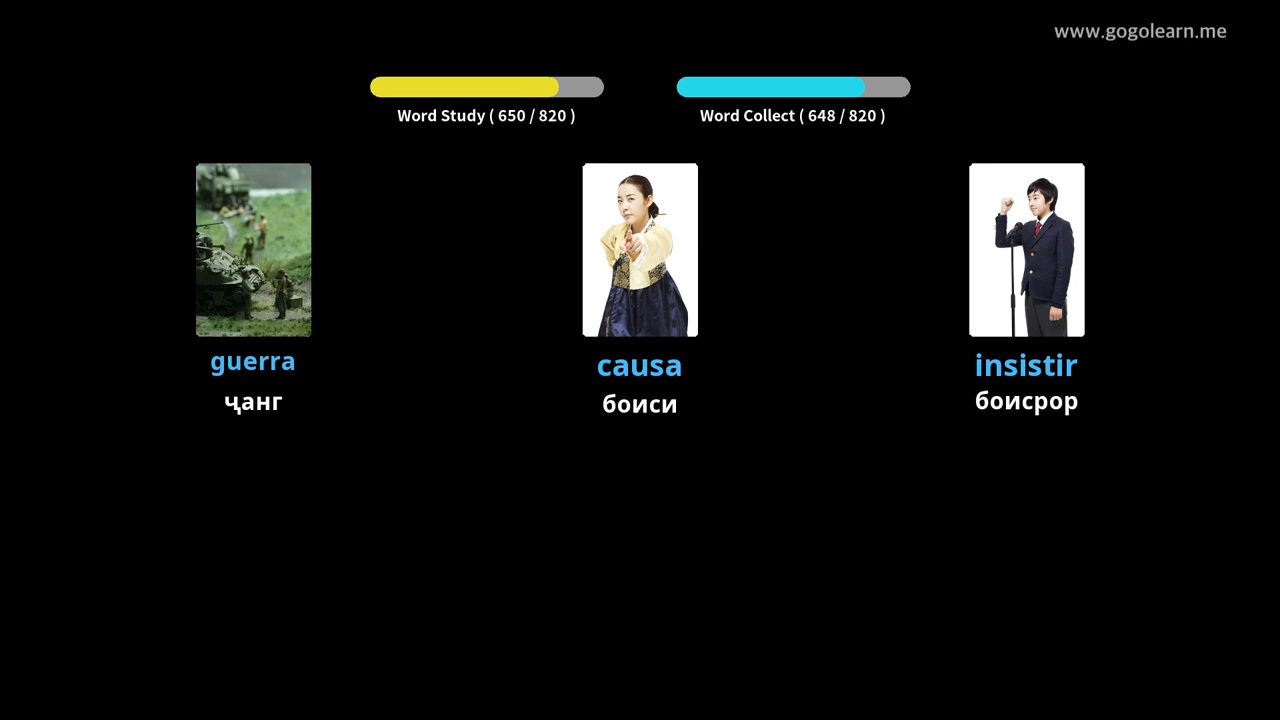 www.gogolearn.me
Word Study ( 650 / 820 )
Word Collect ( 648 / 820 )
guerra
ҷанг
causa
боиси
insistir
боисрор